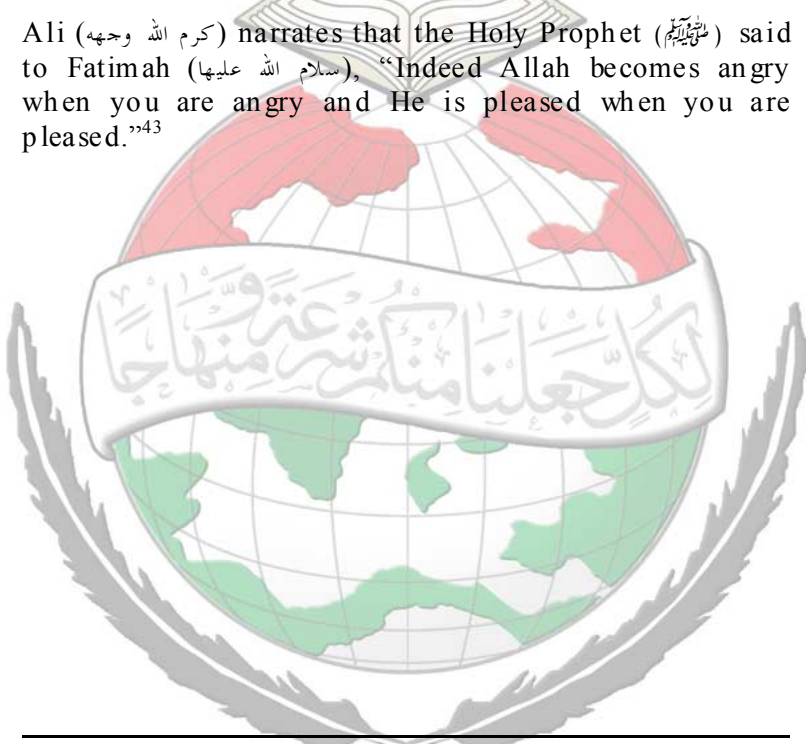 Ali (كرم الله وجهه) narrates that the Holy Prophet (ﷺ) said
to Fatimah (سلام الله عليها), “Indeed Allah becomes angry
when you are angry and He is pleased when you are
pleased.”43
لِكُلٍّ جَعَلْنَا مِنكُمْ شِرْعَةً وَّمِنْهَاجًا